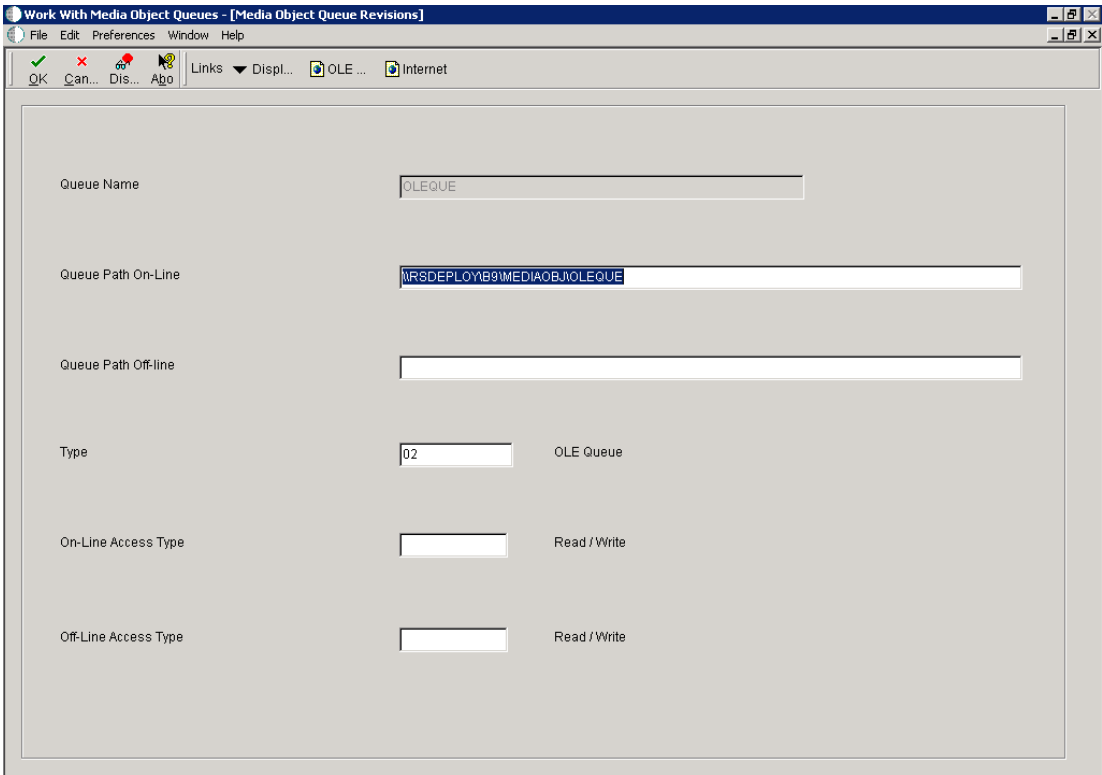 Work With Media Object Queues - [Media Object Queue Revisions]
File Edit Preferences Window Help
OK Can... Dis... Abo Links Displ... OLE ... Internet
Queue Name OLEQUE
Queue Path On-Line \\RSDEPLOY\B9\MEDIAOBJ\OLEQUE
Queue Path Off-line
Type 02 OLE Queue
On-Line Access Type Read / Write
Off-Line Access Type Read / Write